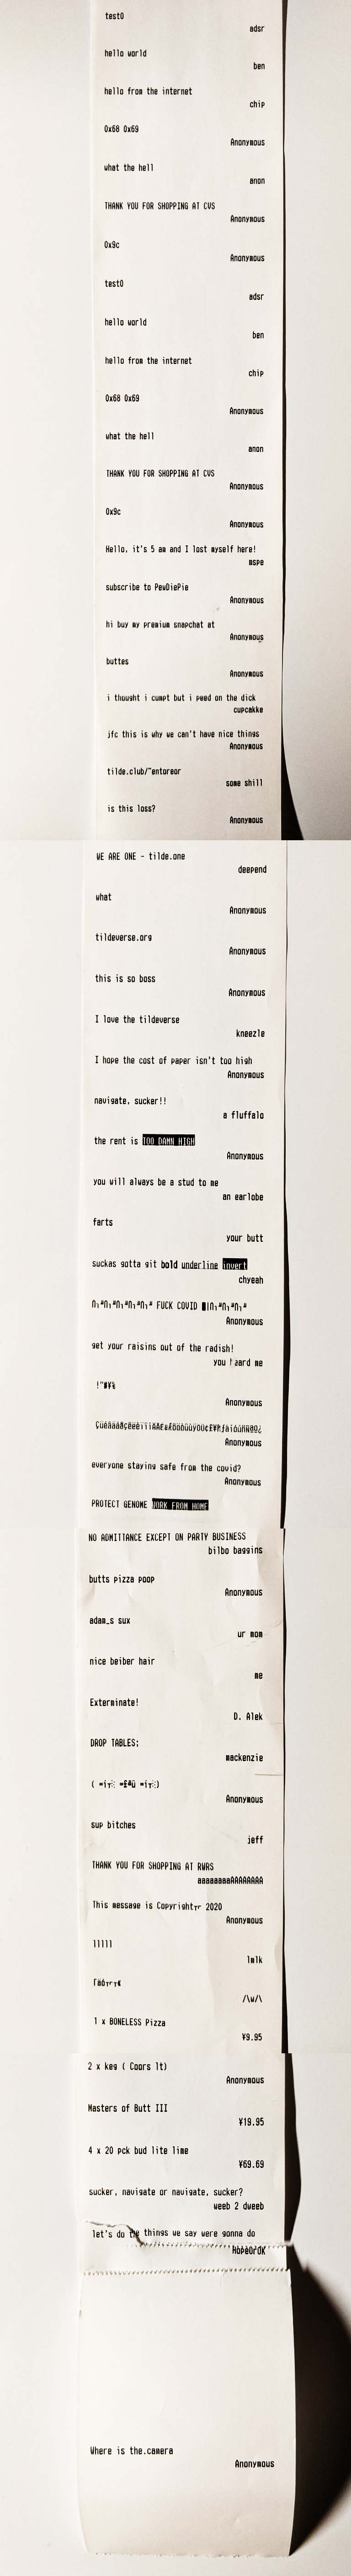 test0
adsr
hello world
ben
hello from the internet
chip
0x68 0x69
Anonymous
what the hell
anon
THANK YOU FOR SHOPPING AT CVS
Anonymous
0x9c
Anonymous
test0
adsr
hello world
ben
hello from the internet
chip
0x68 0x69
Anonymous
what the hell
anon
THANK YOU FOR SHOPPING AT CVS
Anonymous
0x9c
Anonymous
Hello, it's 5 am and I lost myself here!
mspe
subscribe to PewDiePie
Anonymous
hi buy my premium snapchat at
Anonymous
buttes
Anonymous
i thought i cumpt but i peed on the dick
cupcakke
jfc this is why we can't have nice things
Anonymous
tilde.club/~entoreor
some shill
is this loss?
Anonymous
WE ARE ONE - tilde.one
deepend
what
Anonymous
tildeverse.org
Anonymous
this is so boss
Anonymous
I love the tildeverse
kneezle
I hope the cost of paper isn't too high
Anonymous
navigate, sucker!!
a fluffalo
the rent is TOO DAMN HIGH
Anonymous
you will always be a stud to me
an earlobe
farts
your butt
suckas gotta git bold underline invert
chyeah
FUCK COVID
Anonymous
get your raisins out of the radish!
you heard me
!"#¥%
Anonymous
Anonymous
everyone staying safe from the covid?
Anonymous
PROTECT GENOME WORK FROM HOME
NO ADMITTANCE EXCEPT ON PARTY BUSINESS
bilbo baggins
butts pizza poop
Anonymous
adam_s sux
ur mom
nice beiber hair
me
Exterminate!
D. Alek
DROP TABLES;
mackenzie
Anonymous
sup bitches
jeff
THANK YOU FOR SHOPPING AT RWRS
aaaaaaaaAAAAAAAA
This message is Copyright┬⌐ 2020
Anonymous
lllll
lmlk
/\w/\
1 x BONELESS Pizza
¥9.95
2 x keg ( Coors lt)
Anonymous
Masters of Butt III
¥19.95
4 x 20 pck bud lite lime
¥69.69
sucker, navigate or navigate, sucker?
weeb 2 dweeb
let's do the things we say were gonna do
HopeOrDK
Where is the.camera
Anonymous